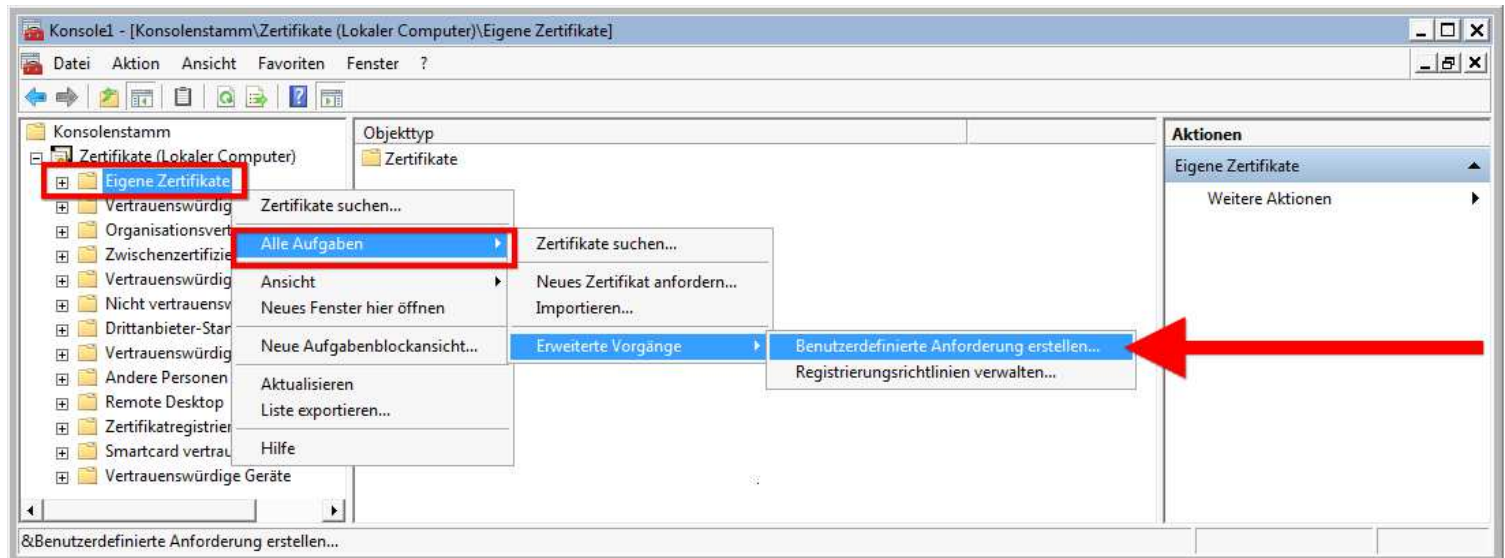 Konsole1 - [Konsolenstamm\Zertifikate (Lokaler Computer)\Eigene Zertifikate]
Datei Aktion Ansicht Favoriten Fenster ?
Konsolenstamm
Zertifikate (Lokaler Computer)
Eigene Zertifikate
Vertrauenswürdig
Organisationsvert
Zwischenzertifizie
Vertrauenswürdig
Nicht vertrauensw
Drittanbieter-Star
Vertrauenswürdig
Andere Personen
Remote Desktop
Zertifikatregistrier
Smartcard vertrau
Vertrauenswürdige Geräte
Zertifikate suchen...
Alle Aufgaben
Ansicht
Neues Fenster hier öffnen
Neue Aufgabenblockansicht...
Aktualisieren
Liste exportieren...
Hilfe
Objekttyp
Zertifikate
Zertifikate suchen...
Neues Zertifikat anfordern...
Importieren...
Erweiterte Vorgänge
Benutzerdefinierte Anforderung erstellen...
Registrierungsrichtlinien verwalten...
Aktionen
Eigene Zertifikate
Weitere Aktionen
&Benutzerdefinierte Anforderung erstellen...